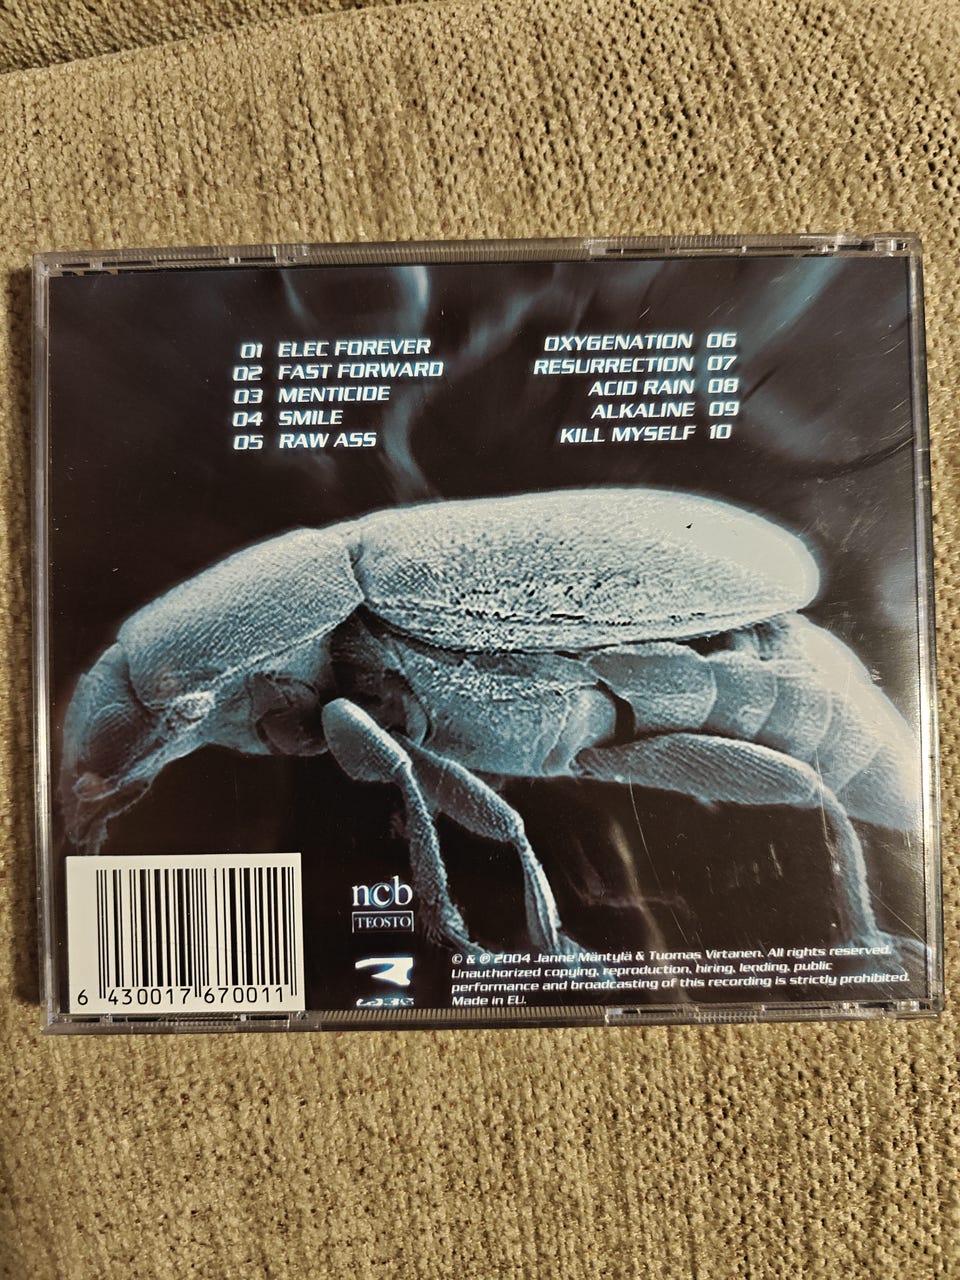 01 ELEC FOREVER
02 FAST FORWARD
03 MENTICIDE
04 SMILE
05 RAW ASS
OXYGENATION 06
RESURRECTION 07
ACID RAIN 08
ALKALINE 09
KILL MYSELF 10
6 430017 670011
ncb
TEOSTO
© & ℗ 2004 Janne Mäntylä & Tuomas Virtanen. All rights reserved.
Unauthorized copying, reproduction, hiring, lending, public
performance and broadcasting of this recording is strictly prohibited.
Made in EU.